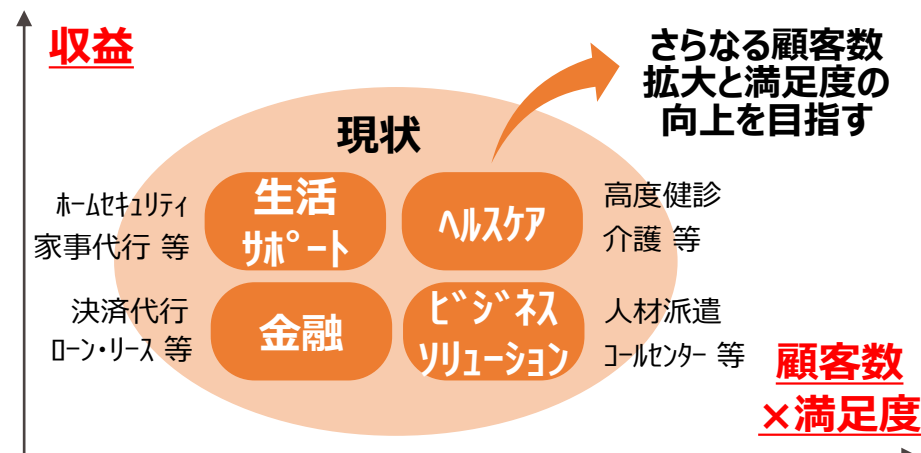 収益
さらなる顧客数
拡大と満足度の
向上を目指す
現状
ﾎｰﾑｾｷｭﾘﾃｨ
家事代行 等
生活
ｻﾎﾟｰﾄ
ﾍﾙｽｹｱ
高度健診
介護 等
決済代行
ﾛｰﾝ・ﾘｰｽ 等
金融
ﾋﾞｼﾞﾈｽ
ｿﾘｭｰｼｮﾝ
人材派遣
ｺｰﾙｾﾝﾀｰ 等
顧客数
×満足度